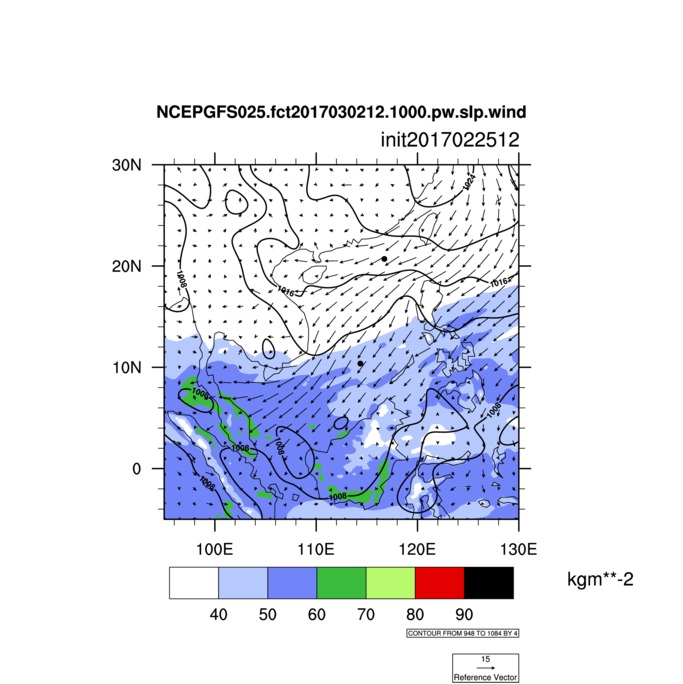 NCEPGFS025.fct2017030212.1000.pw.slp.wind
init2017022512
30N
1024
20N
1008
1016
1016
10N
1008
1008
1008
1008
0
1008
1008
100E 110E 120E 130E
kgm**-2
40 50 60 70 80 90
CONTOUR FROM 948 TO 1084 BY 4
15
Reference Vector